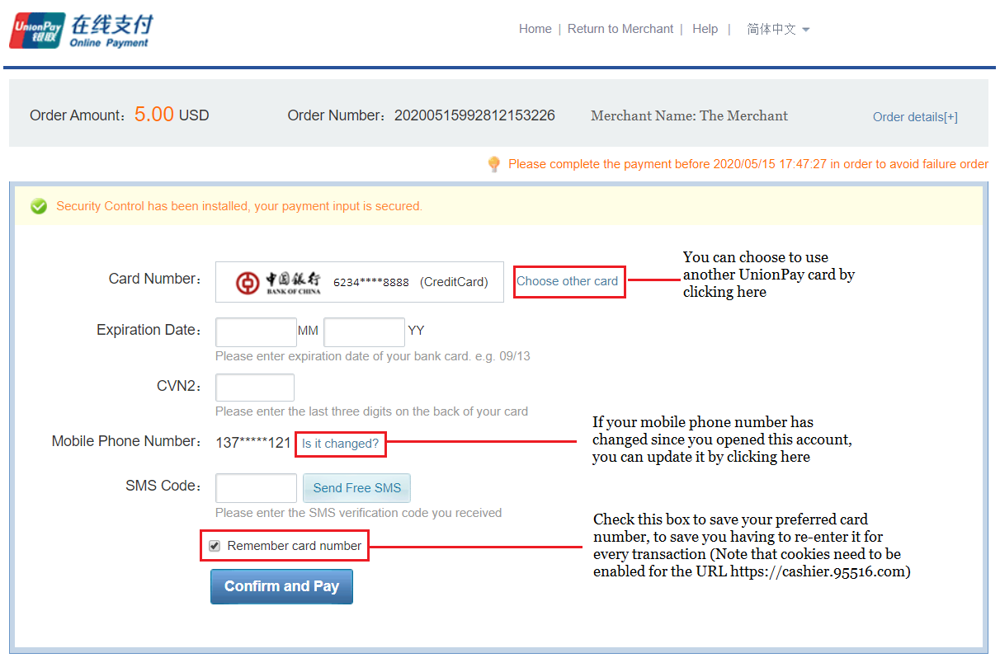 UnionPay 银联 在线支付
Online Payment
Home | Return to Merchant | Help | 简体中文
Order Amount： 5.00 USD Order Number： 20200515992812153226 Merchant Name: The Merchant Order details[+]
Please complete the payment before 2020/05/15 17:47:27 in order to avoid failure order
Security Control has been installed, your payment input is secured.
Card Number： 中国银行 BANK OF CHINA 6234****8888 (CreditCard) Choose other card
You can choose to use
another UnionPay card by
clicking here
Expiration Date： MM YY
Please enter expiration date of your bank card. e.g. 09/13
CVN2：
Please enter the last three digits on the back of your card
Mobile Phone Number： 137*****121 Is it changed?
If your mobile phone number has
changed since you opened this account,
you can update it by clicking here
SMS Code： Send Free SMS
Please enter the SMS verification code you received
Remember card number
Check this box to save your preferred card
number, to save you having to re-enter it for
every transaction (Note that cookies need to be
enabled for the URL https://cashier.95516.com)
Confirm and Pay